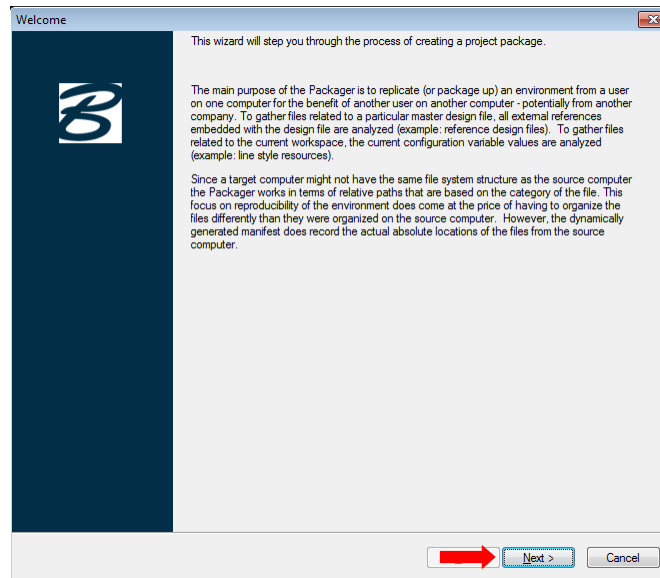 Welcome
This wizard will step you through the process of creating a project package.
The main purpose of the Packager is to replicate (or package up) an environment from a user
on one computer for the benefit of another user on another computer - potentially from another
company. To gather files related to a particular master design file, all external references
embedded with the design file are analyzed (example: reference design files).  To gather files
related to the current workspace, the current configuration variable values are analyzed
(example: line style resources).
Since a target computer might not have the same file system structure as the source computer
the Packager works in terms of relative paths that are based on the category of the file. This
focus on reproducibility of the environment does come at the price of having to organize the
files differently than they were organized on the source computer.  However, the dynamically
generated manifest does record the actual absolute locations of the files from the source
computer.
B
Next >
Cancel